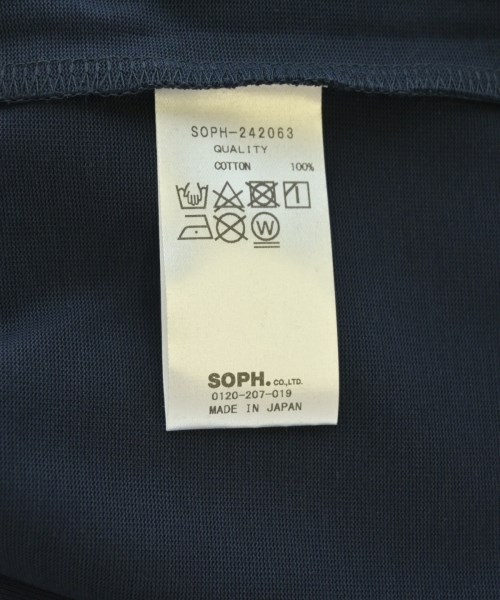 SOPH-242063
QUALITY
COTTON 100%
W
SOPH. CO.,LTD.
0120-207-019
MADE IN JAPAN